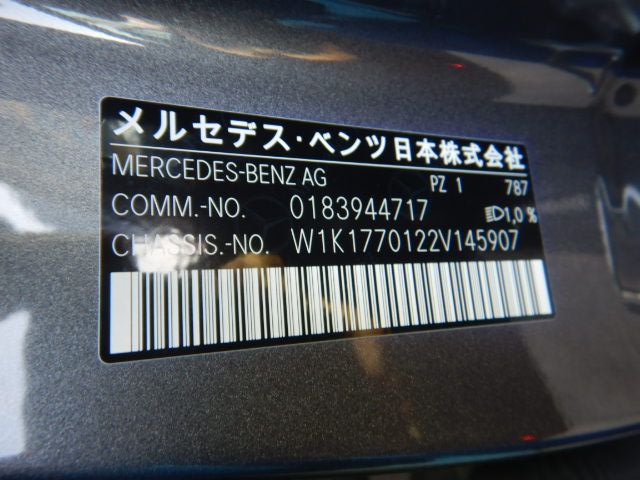 メルセデス・ベンツ日本株式会社
MERCEDES-BENZ AG PZ 1 787
COMM.-NO. 0183944717 1,0 %
CHASSIS.-NO. W1K1770122V145907